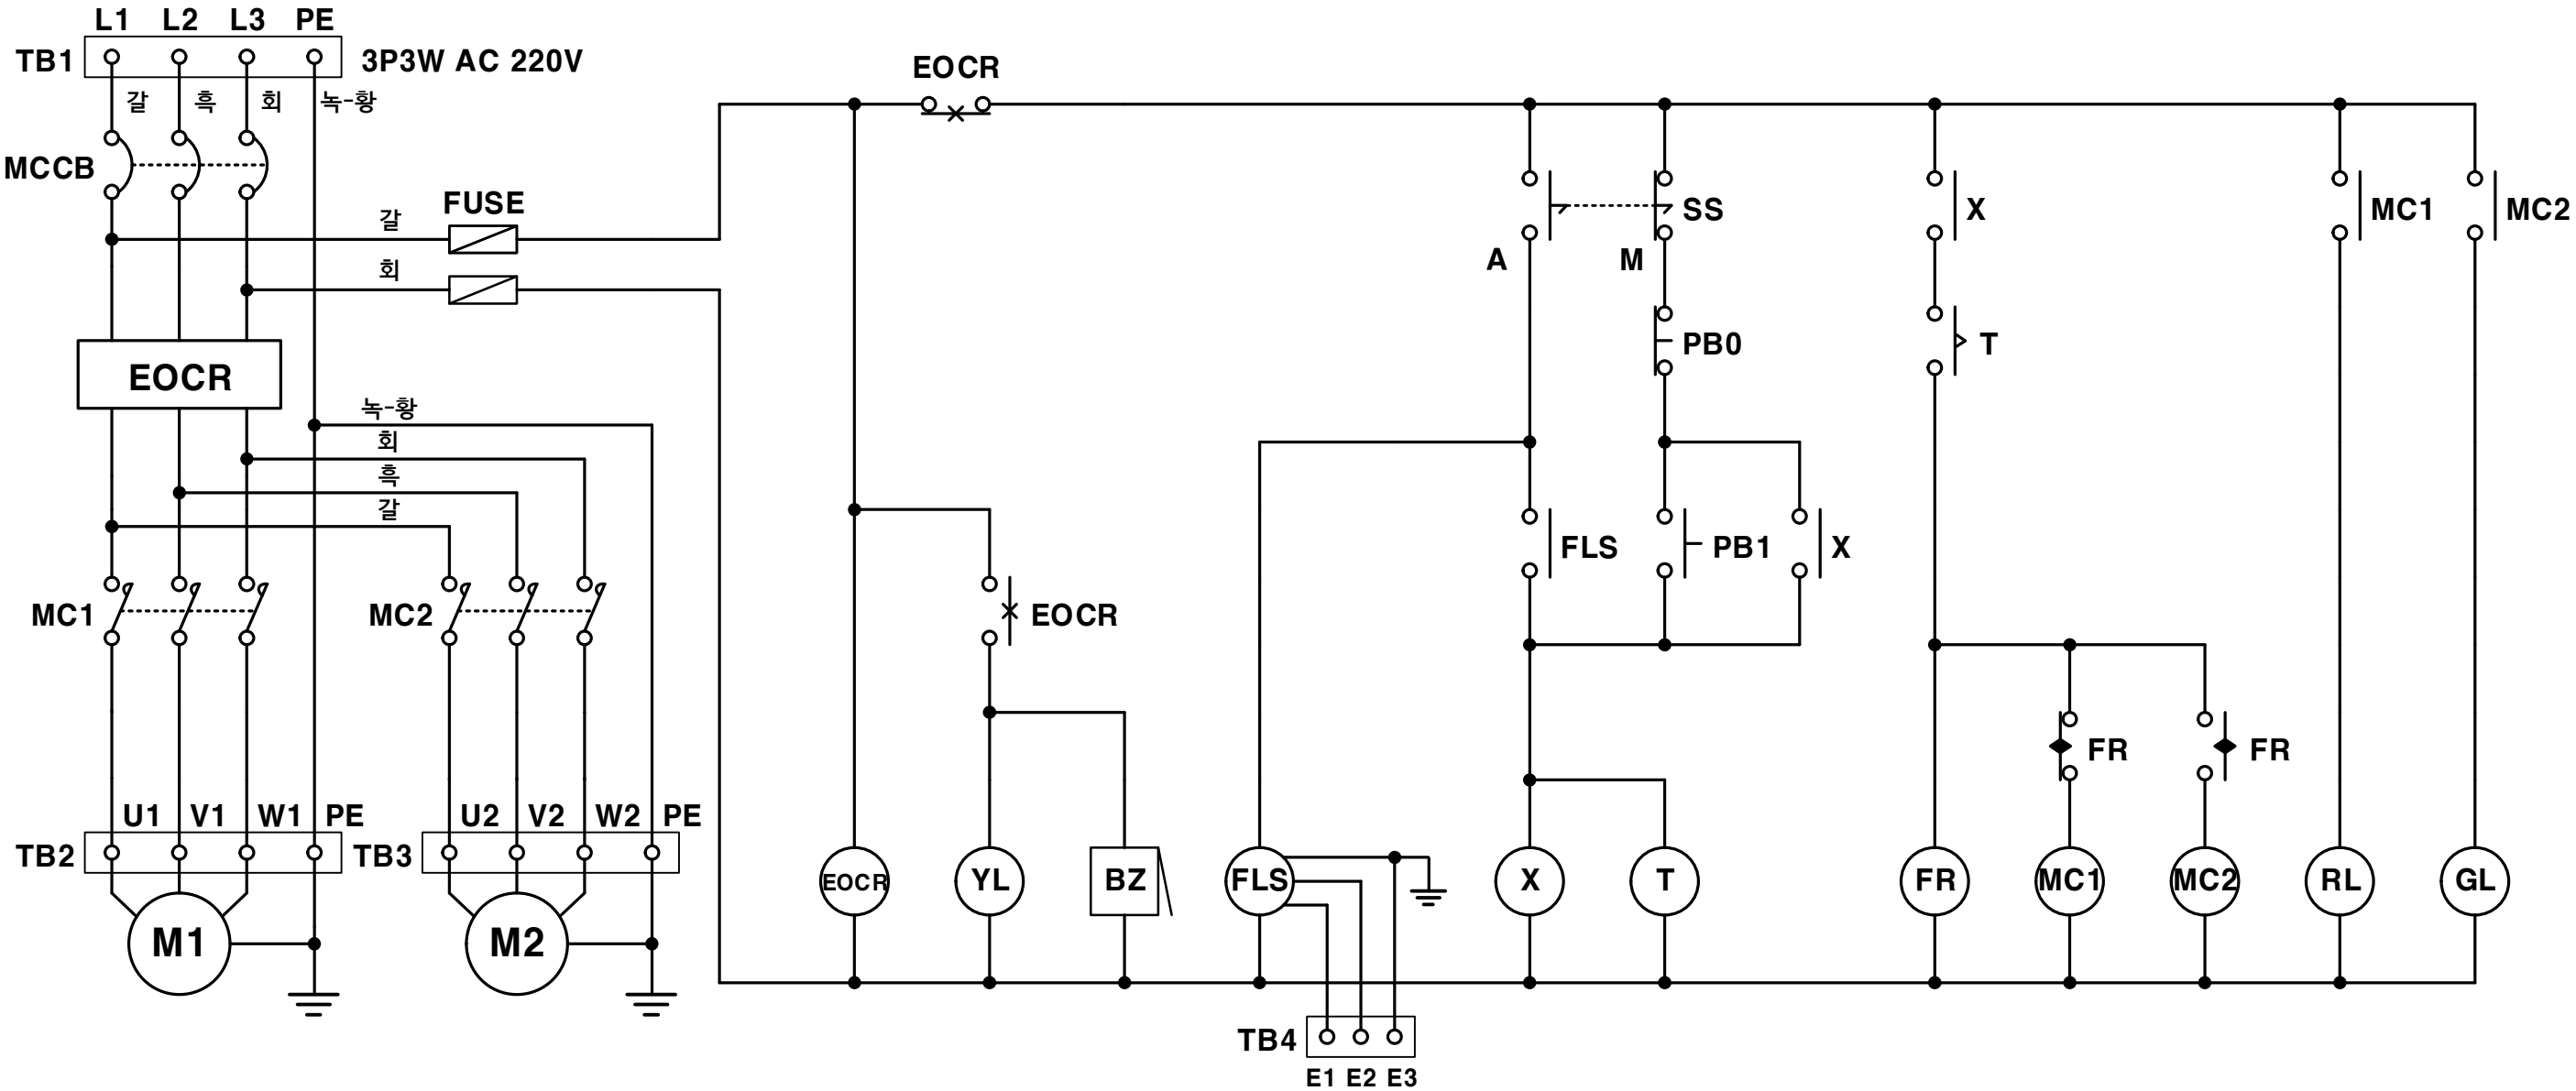 L1 L2 L3 PE
TB1 3P3W AC 220V
갈 흑 회 녹-황
MCCB
갈 FUSE
회
EOCR
녹-황
회
흑
갈
MC1 MC2
U1 V1 W1 PE U2 V2 W2 PE
TB2 TB3
M1 M2
EOCR
SS X MC1 MC2
A M
PB0 T
FLS PB1 X
EOCR
FR FR
EOCR YL BZ FLS X T FR MC1 MC2 RL GL
TB4
E1 E2 E3